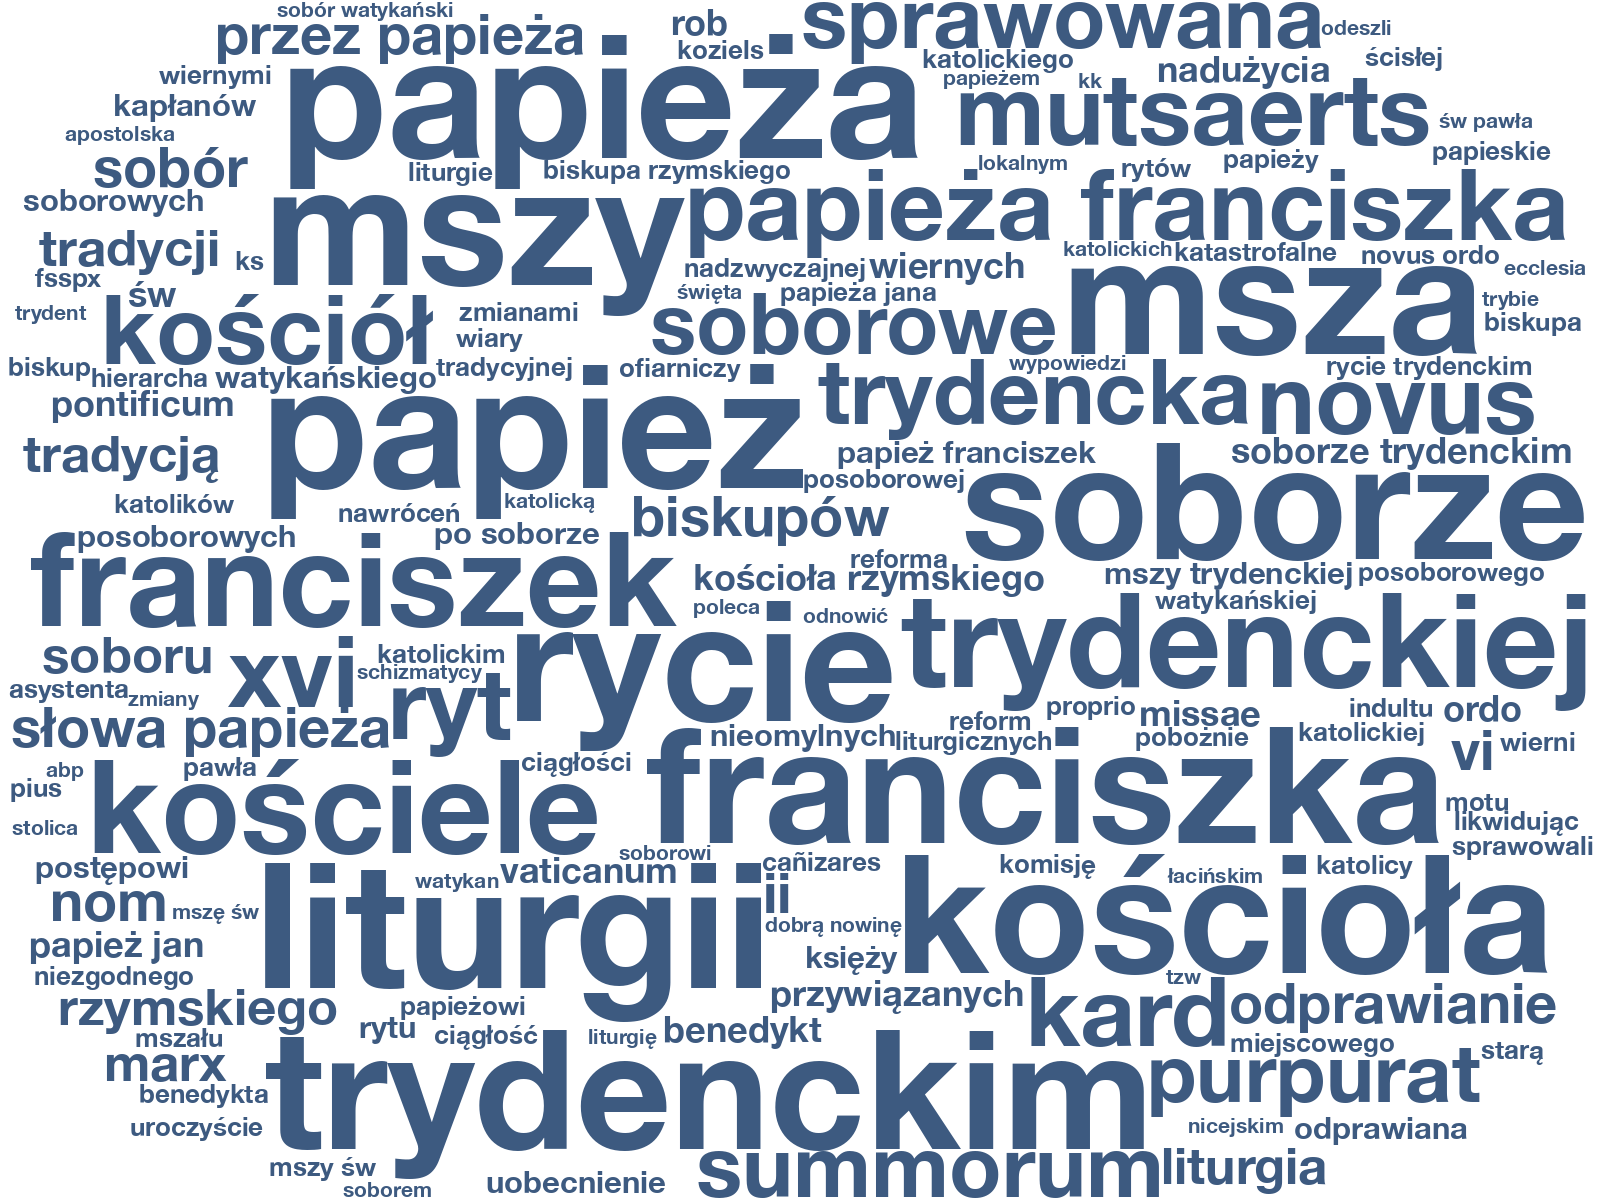 sobór watykański
przez papieża
rob
koziels
sprawowana
odeszli
wiernymi
papieża
katolickiego
nadużycia
ścisłej
kapłanów
papieżem
kk
mutsaerts
św pawła
apostolska
sobór
liturgie
biskupa rzymskiego
lokalnym
rytów
papieży
papieskie
soborowych
mszy
papieża
franciszka
tradycji
ks
nadzwyczajnej
wiernych
katolickich
katastrofalne
novus ordo
ecclesia
fsspx
św
święta
papieża jana
msza
trybie
trydent
kościół
zmianami
soborowe
biskupa
wiary
biskup
hierarcha
watykańskiego
tradycyjnej
ofiarniczy
wypowiedzi
rycie trydenckim
pontificum
papież
trydencka
novus
tradycją
papież franciszek
soborze trydenckim
posoborowej
soborze
katolików
nawróceń
katolicką
biskupów
posoborowych
po soborze
franciszek
reforma
kościoła rzymskiego
mszy trydenckiej
posoborowego
poleca
odnowić
watykańskiej
soboru
xvi
katolickim
schizmatycy
rycie
trydenckiej
asystenta
zmiany
ryt
proprio
missae
indultu
ordo
słowa papieża
nieomylnych
reform
liturgicznych
pobożnie
katolickiej
vi
wierni
abp
pawła
ciągłości
franciszka
pius
kościele
motu
stolica
likwidując
soborowi
sprawowali
postępowi
watykan
vaticanum
cañizares
komisję
łacińskim
katolicy
nom
mszę św
liturgii
ii
dobrą nowinę
kościoła
papież jan
księży
niezgodnego
przywiązanych
tzw
kard
odprawianie
rzymskiego
papieżowi
mszału
rytu
ciągłość
liturgię
benedykt
miejscowego
starą
marx
trydenckim
purpurat
benedykta
uroczyście
nicejskim
odprawiana
mszy św
soborem
uobecnienie
summorum
liturgia